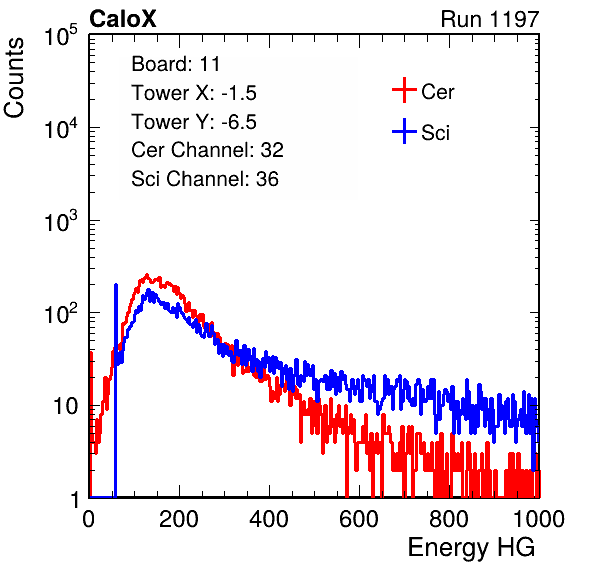 CaloX Run 1197
Counts
10^5
10^4
10^3
10^2
10
1
Board: 11
Tower X: -1.5
Tower Y: -6.5
Cer Channel: 32
Sci Channel: 36
Cer
Sci
0 200 400 600 800 1000
Energy HG